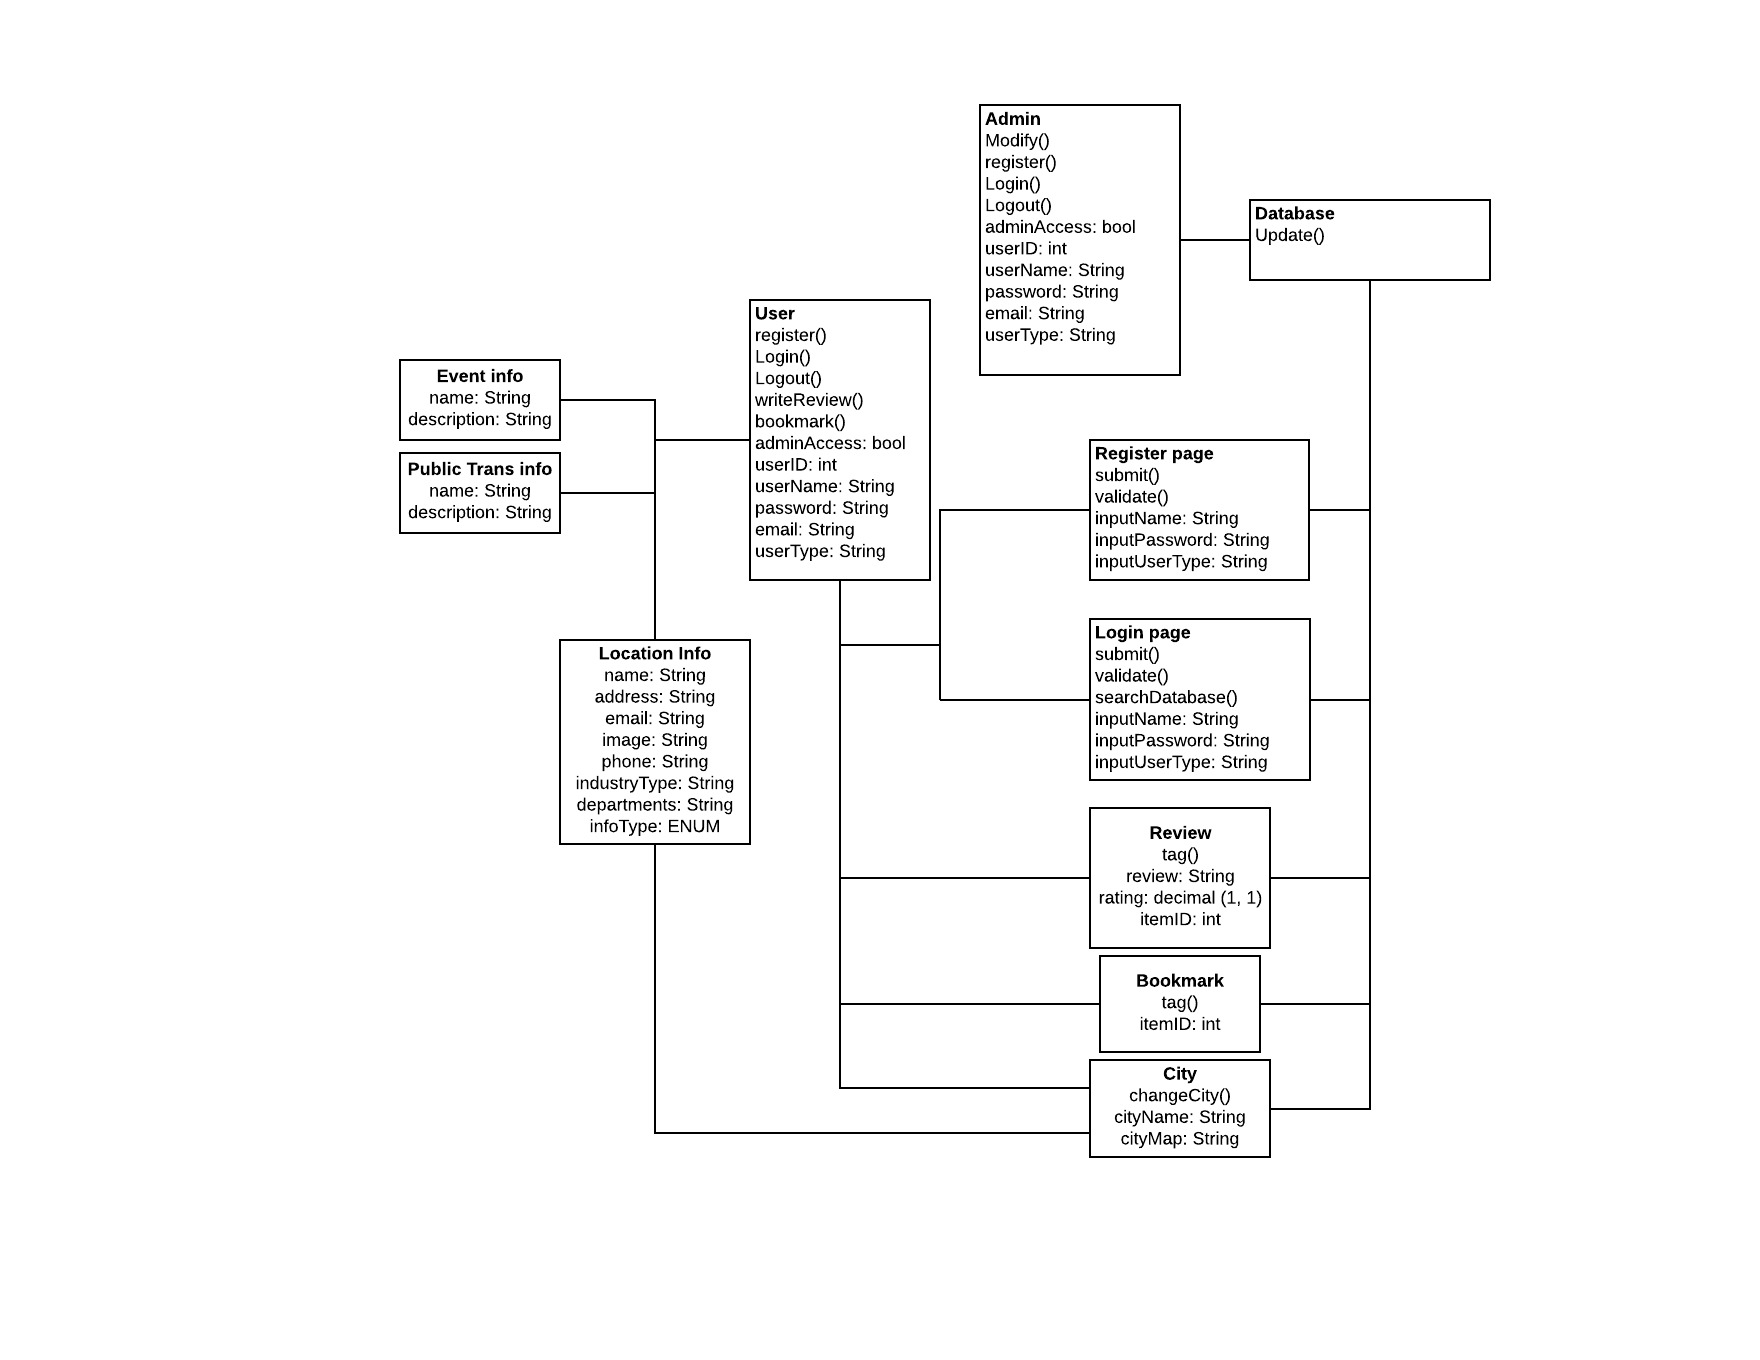 Admin
Modify()
register()
Login()
Logout()
adminAccess: bool
userID: int
userName: String
password: String
email: String
userType: String
Database
Update()
User
register()
Login()
Logout()
writeReview()
bookmark()
adminAccess: bool
userID: int
userName: String
password: String
email: String
userType: String
Event info
name: String
description: String
Public Trans info
name: String
description: String
Register page
submit()
validate()
inputName: String
inputPassword: String
inputUserType: String
Login page
submit()
validate()
searchDatabase()
inputName: String
inputPassword: String
inputUserType: String
Location Info
name: String
address: String
email: String
image: String
phone: String
industryType: String
departments: String
infoType: ENUM
Review
tag()
review: String
rating: decimal (1, 1)
itemID: int
Bookmark
tag()
itemID: int
City
changeCity()
cityName: String
cityMap: String